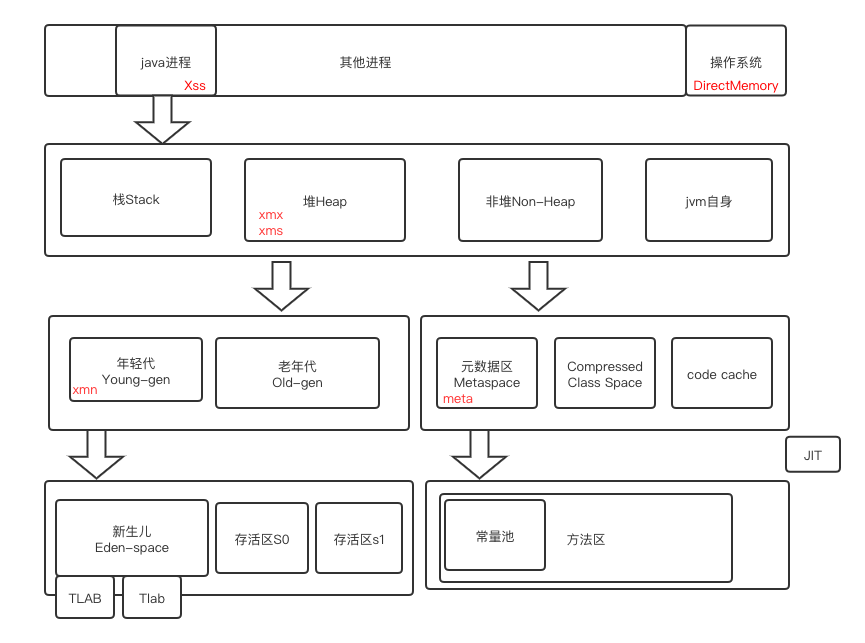 java进程
Xss
其他进程
操作系统
DirectMemory
栈Stack
堆Heap
xmx
xms
非堆Non-Heap
jvm自身
年轻代
Young-gen
xmn
老年代
Old-gen
元数据区
Metaspace
meta
Compressed
Class Space
code cache
JIT
新生儿
Eden-space
存活区S0
存活区s1
TLAB
Tlab
常量池
方法区